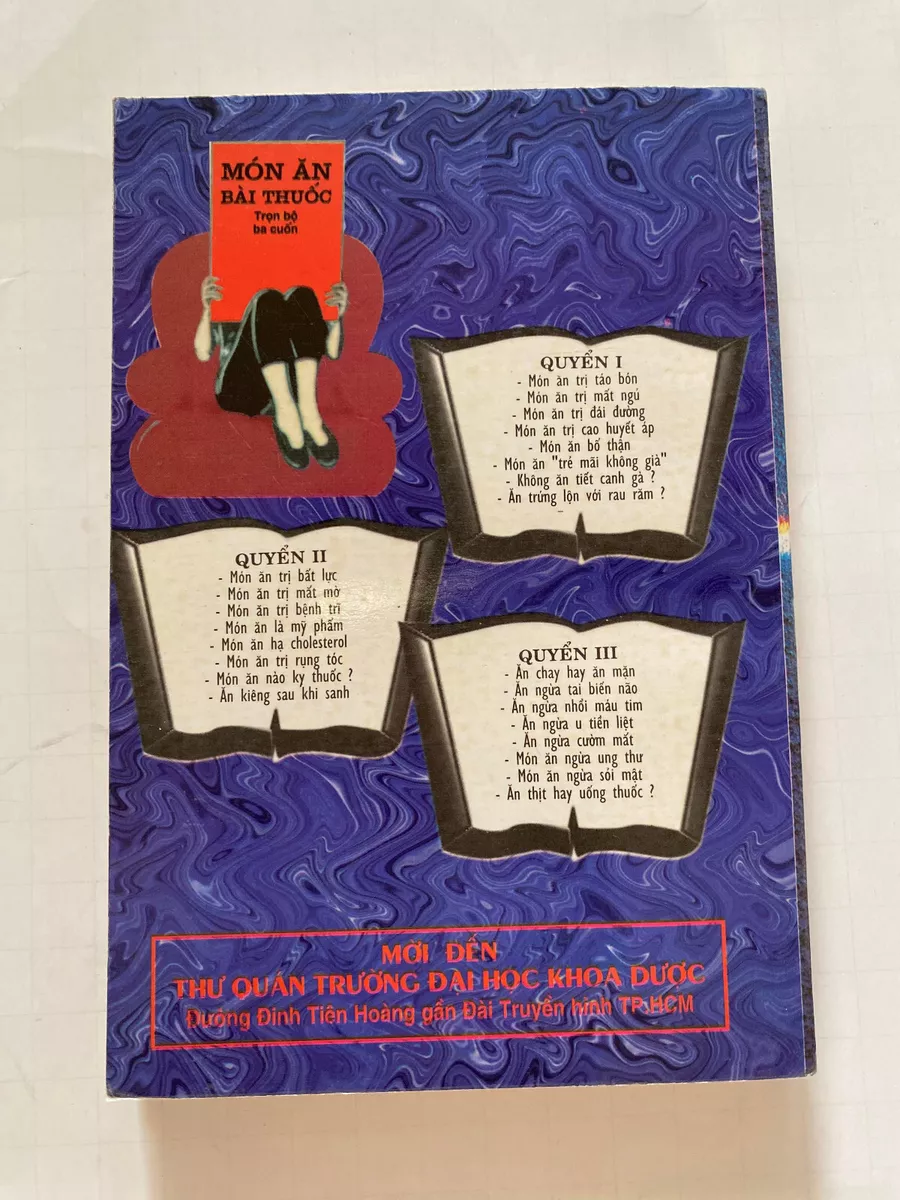 MÓN ĂN
BÀI THUỐC
Trọn bộ
ba cuốn
QUYỂN I
- Món ăn trị táo bón
- Món ăn trị mất ngủ
- Món ăn trị đái đường
- Món ăn trị cao huyết áp
- Món ăn bổ thận
- Món ăn "trẻ mãi không già"
- Không ăn tiết canh gà ?
- Ăn trứng lộn với rau răm ?
QUYỂN II
- Món ăn trị bất lực
- Món ăn trị mất mờ
- Món ăn trị bệnh trĩ
- Món ăn là mỹ phẩm
- Món ăn hạ cholesterol
- Món ăn trị rụng tóc
- Món ăn nào kỵ thuốc ?
- Ăn kiêng sau khi sanh
QUYỂN III
- Ăn chay hay ăn mặn
- Ăn ngừa tai biến não
- Ăn ngừa nhồi máu tim
- Ăn ngừa u tiền liệt
- Ăn ngừa cườm mắt
- Món ăn ngừa ung thư
- Món ăn ngừa sỏi mật
- Ăn thịt hay uống thuốc ?
MỜI ĐẾN
THƯ QUÁN TRƯỜNG ĐẠI HỌC KHOA DƯỢC
Đường Đinh Tiên Hoàng gần Đài Truyền hình TP.HCM